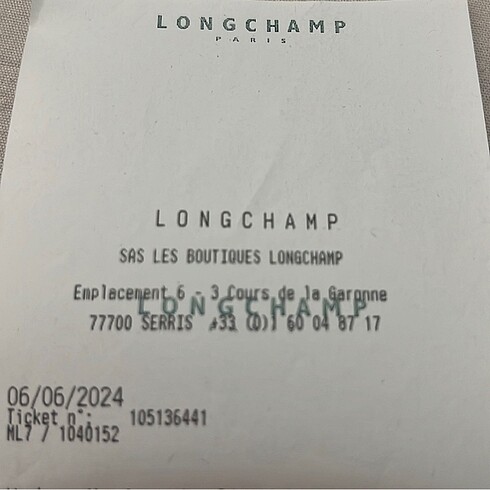 LONGCHAMP
PARIS
LONGCHAMP
SAS LES BOUTIQUES LONGCHAMP
Emplacement 6 - 3 Cours de la Garonne
LONGCHAMP
77700 SERRIS +33 (0)1 60 04 87 17
06/06/2024
Ticket n°: 105136441
ML7 / 1040152